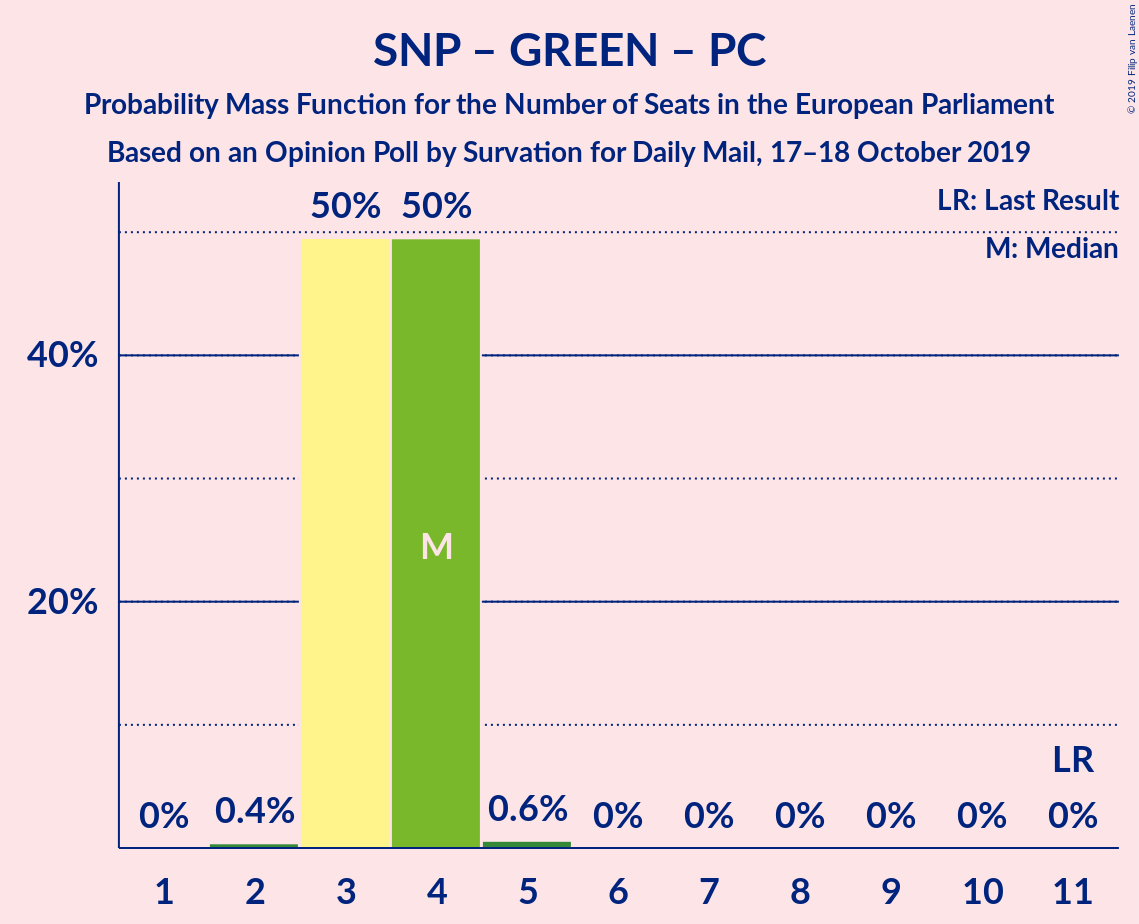 SNP – GREEN – PC
Probability Mass Function for the Number of Seats in the European Parliament
Based on an Opinion Poll by Survation for Daily Mail, 17–18 October 2019
© 2019 Filip van Laenen
LR: Last Result
M: Median
50% 50%
40%
M
20%
LR
0% 0.4% 0.6% 0% 0% 0% 0% 0% 0%
1 2 3 4 5 6 7 8 9 10 11